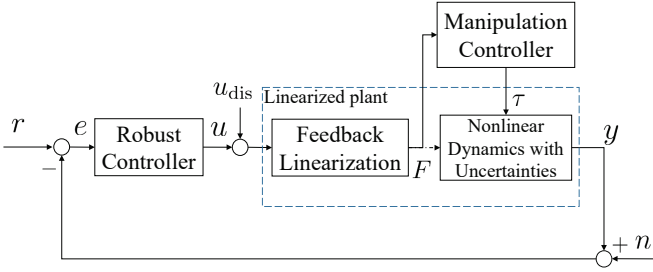 Manipulation
Controller
u_dis
Linearized plant
τ
r
e
Robust
Controller
u
Feedback
Linearization
F
Nonlinear
Dynamics with
Uncertainties
y
−
+
n